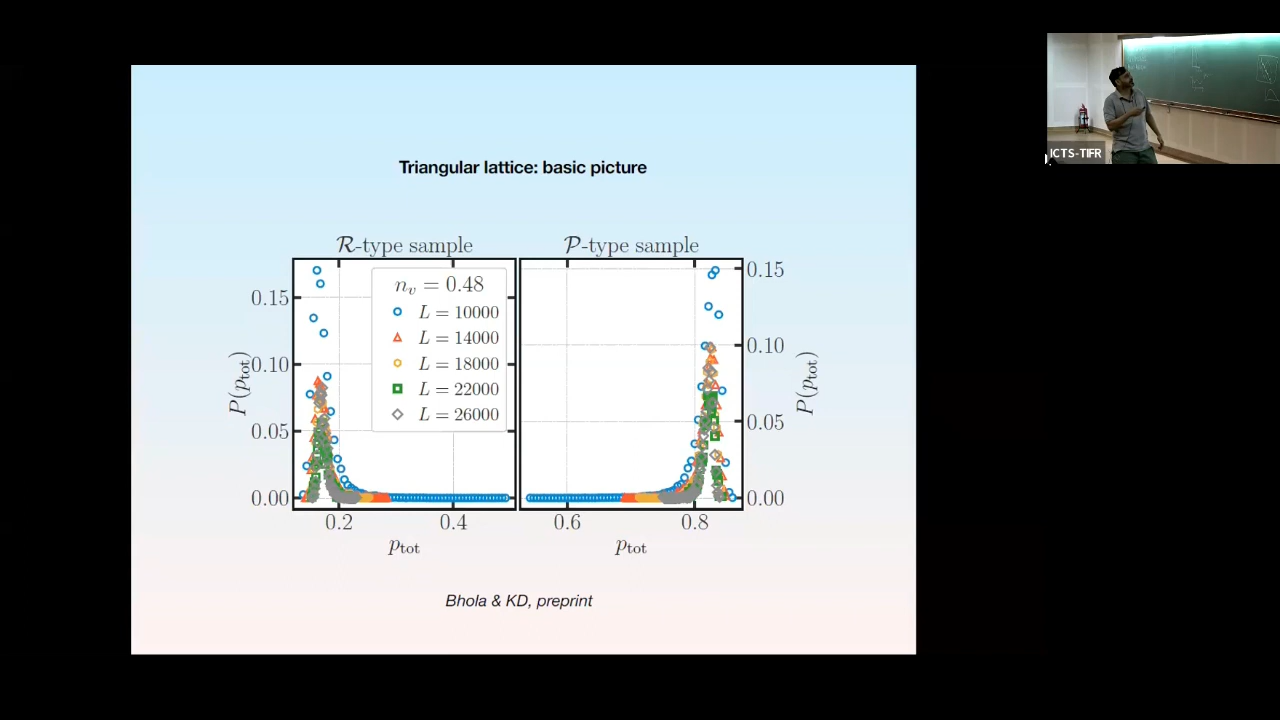 Triangular lattice: basic picture
ℛ-type sample
𝒫-type sample
n_v = 0.48
L = 10000
L = 14000
L = 18000
L = 22000
L = 26000
P(p_tot)
0.15
0.10
0.05
0.00
0.2 0.4
p_tot
0.6 0.8
p_tot
0.15
0.10
0.05
0.00
P(p_tot)
Bhola & KD, preprint
ICTS-TIFR